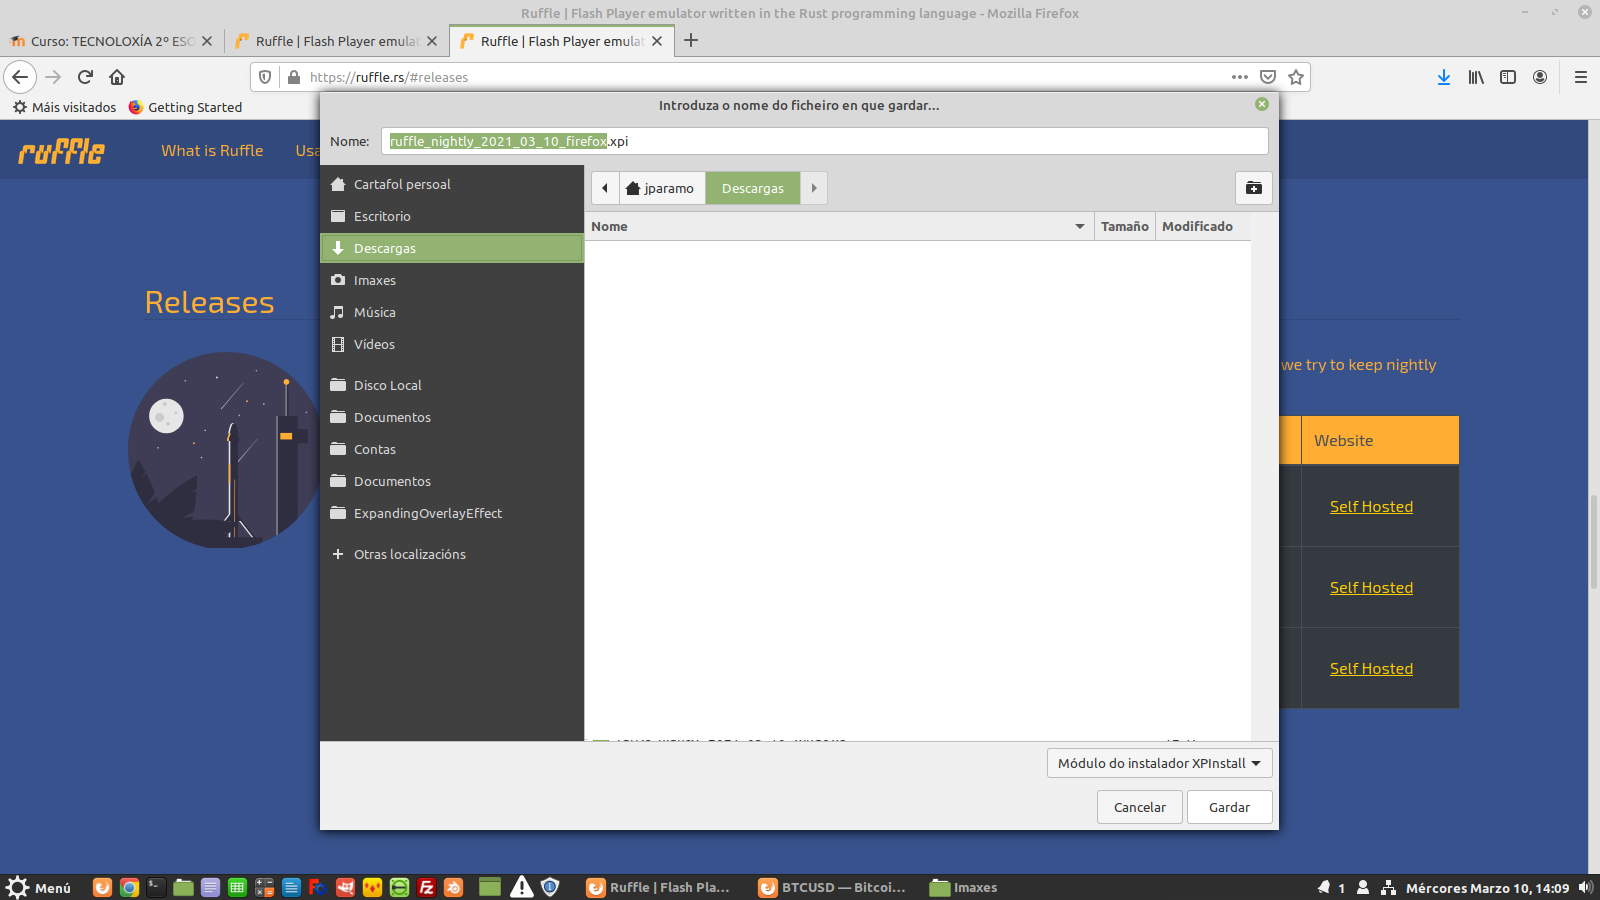 Ruffle | Flash Player emulator written in the Rust programming language - Mozilla Firefox
Curso: TECNOLOXÍA 2º ESO
Ruffle | Flash Player emulat
Ruffle | Flash Player emulat
https://ruffle.rs/#releases
Máis visitados
Getting Started
Introduza o nome do ficheiro en que gardar...
Nome:
ruffle_nightly_2021_03_10_firefox.xpi
ruffle
What is Ruffle
Usa
Cartafol persoal
Escritorio
Descargas
Imaxes
Música
Vídeos
Disco Local
Documentos
Contas
Documentos
ExpandingOverlayEffect
Otras localizacións
jparamo
Descargas
Nome
Tamaño
Modificado
Releases
we try to keep nightly
Website
Self Hosted
Self Hosted
Self Hosted
Módulo do instalador XPInstall
Cancelar
Gardar
Menú
Ruffle | Flash Pla...
BTCUSD — Bitcoi...
Imaxes
1
Mércores Marzo 10, 14:09